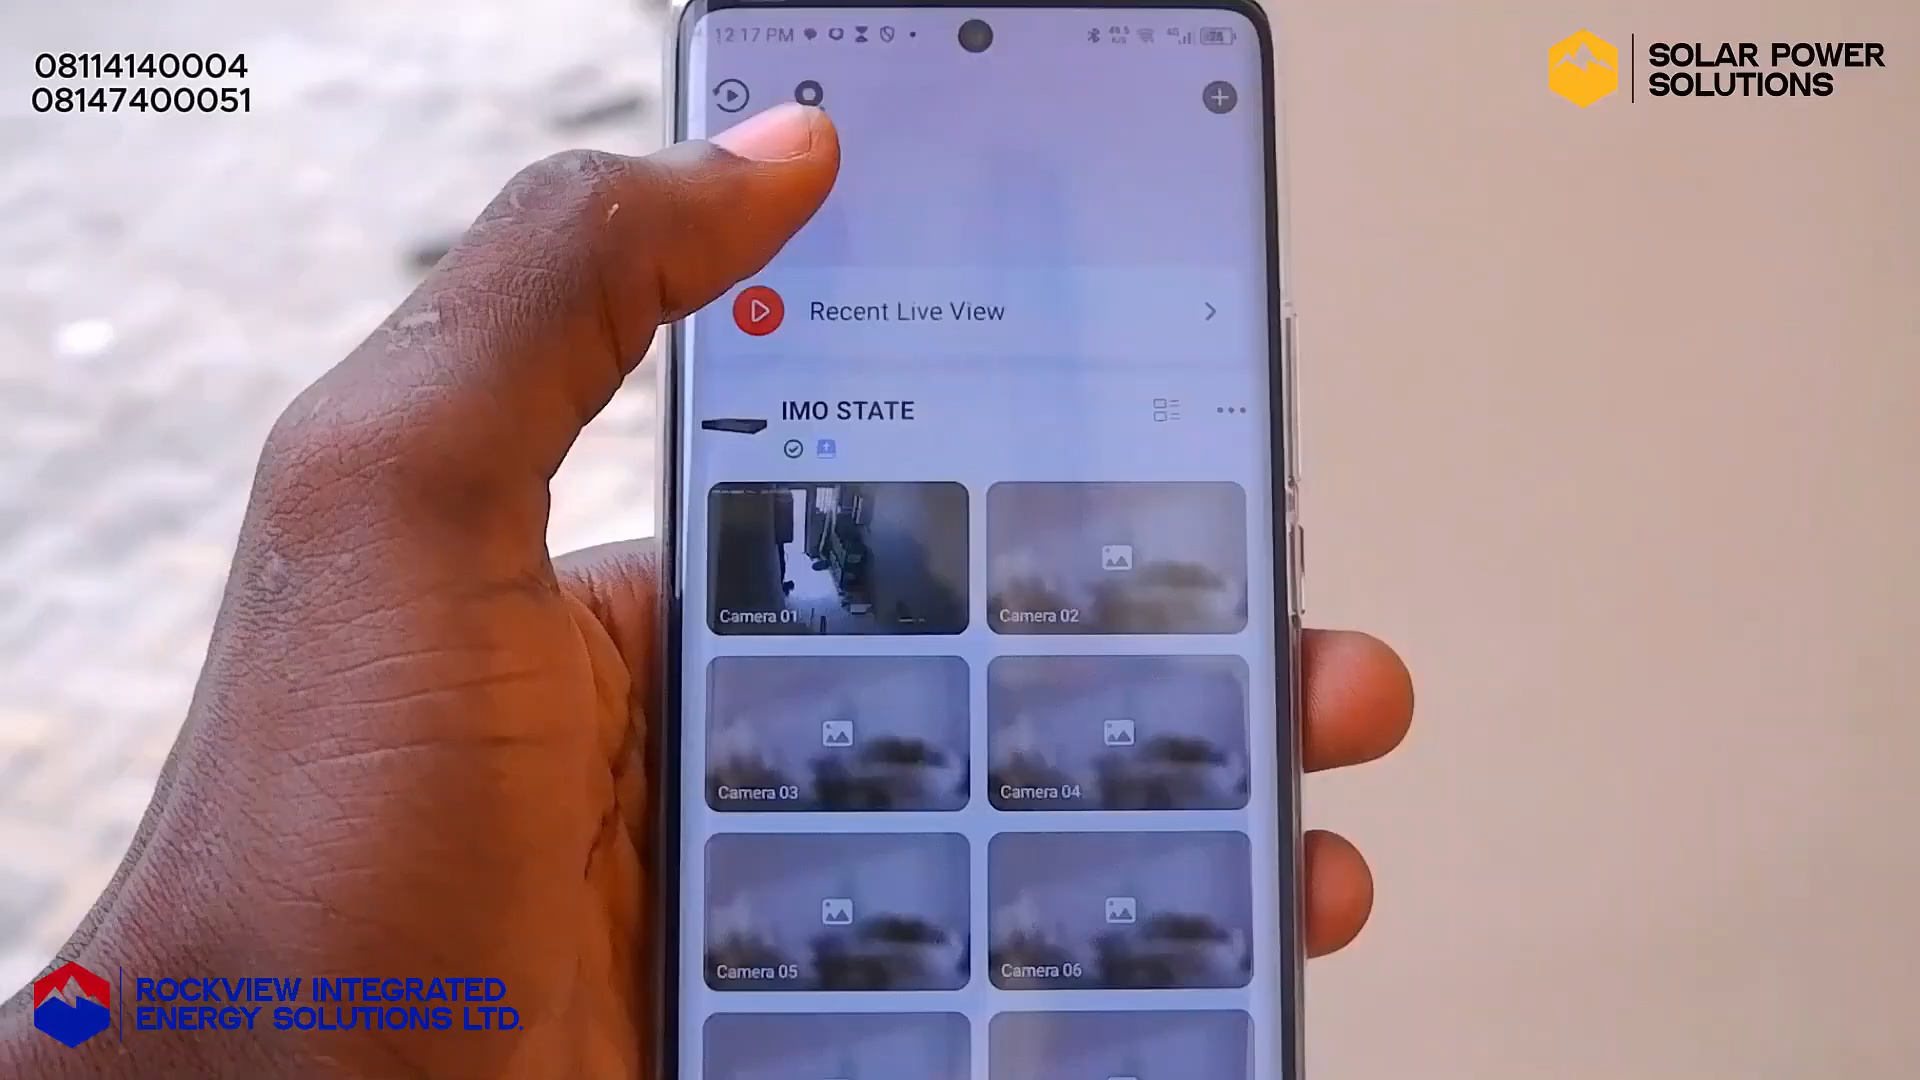 08114140004
08147400051
SOLAR POWER
SOLUTIONS
12:17 PM
Recent Live View
IMO STATE
Camera 01
Camera 02
Camera 03
Camera 04
Camera 05
Camera 06
ROCKVIEW INTEGRATED
ENERGY SOLUTIONS LTD.